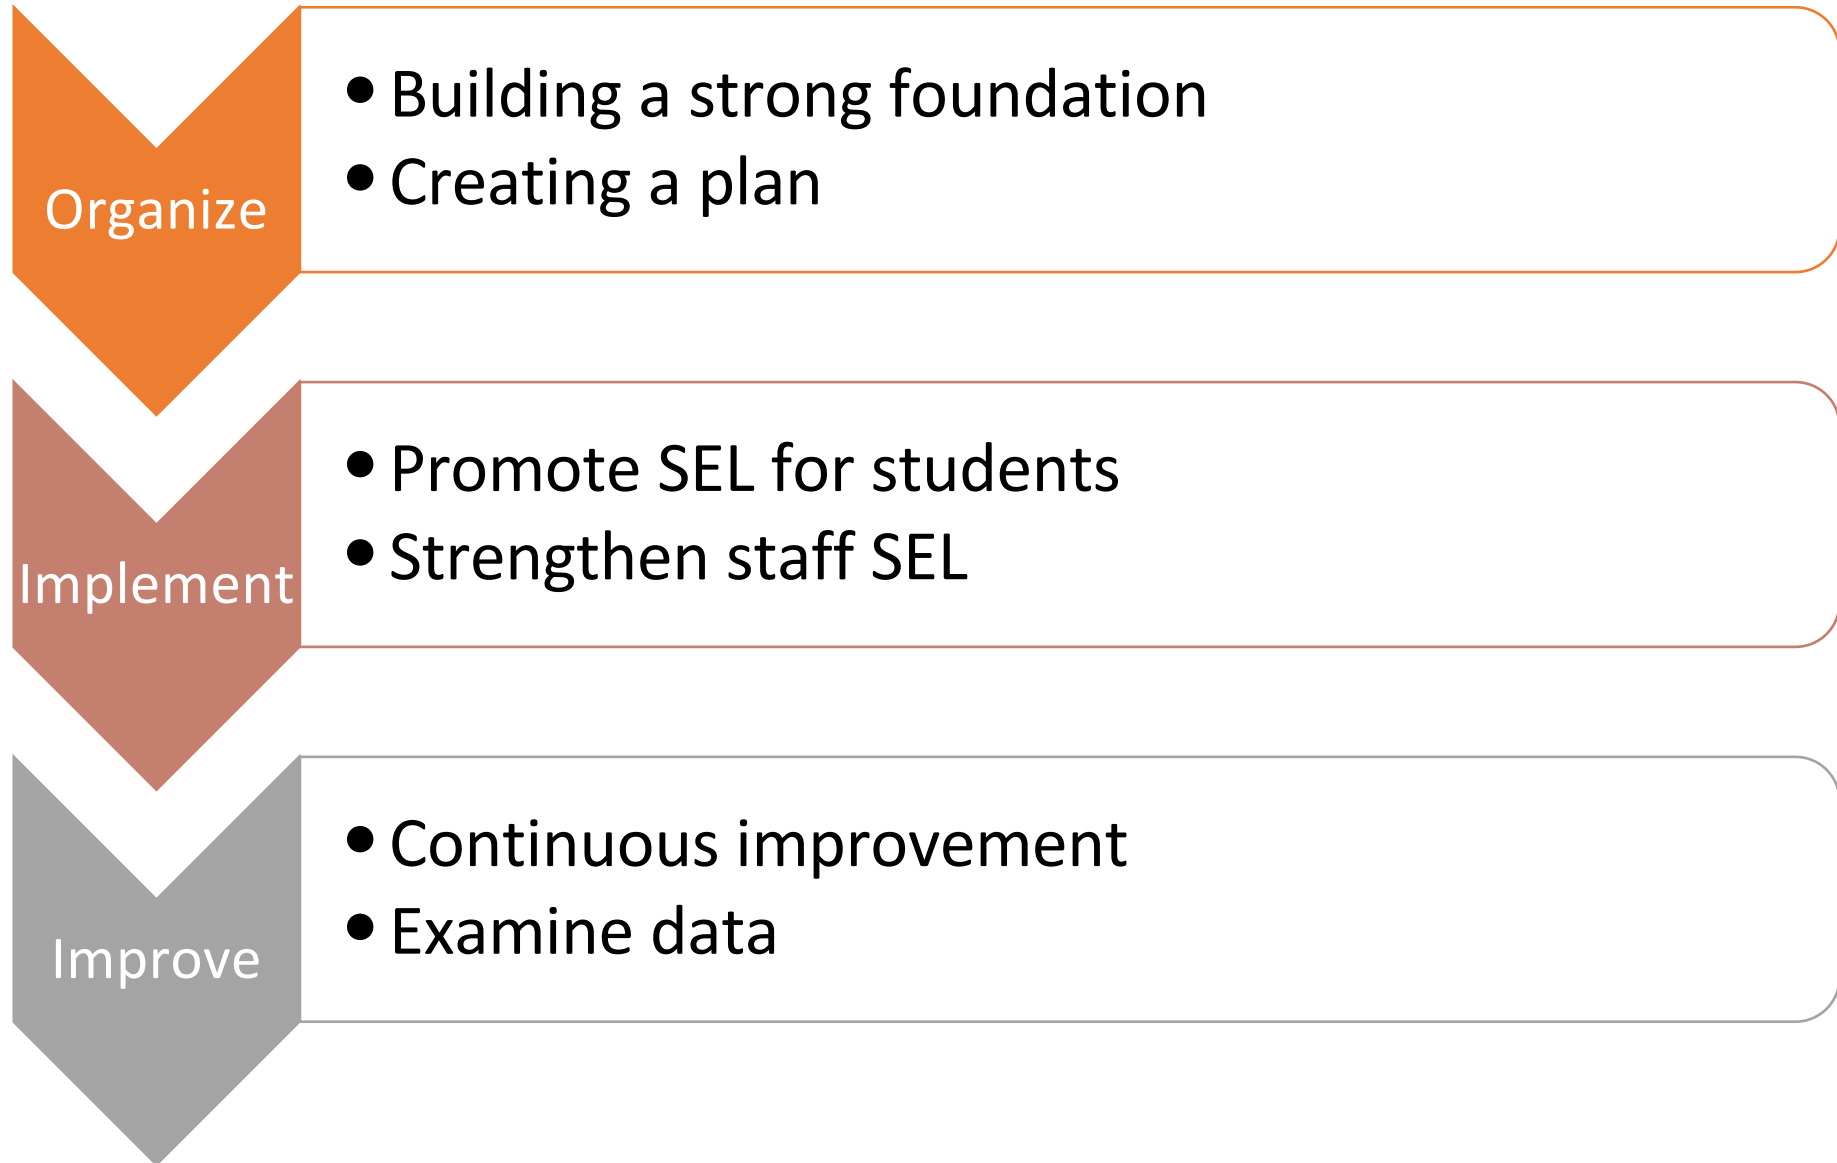 Organize
• Building a strong foundation
• Creating a plan
Implement
• Promote SEL for students
• Strengthen staff SEL
Improve
• Continuous improvement
• Examine data